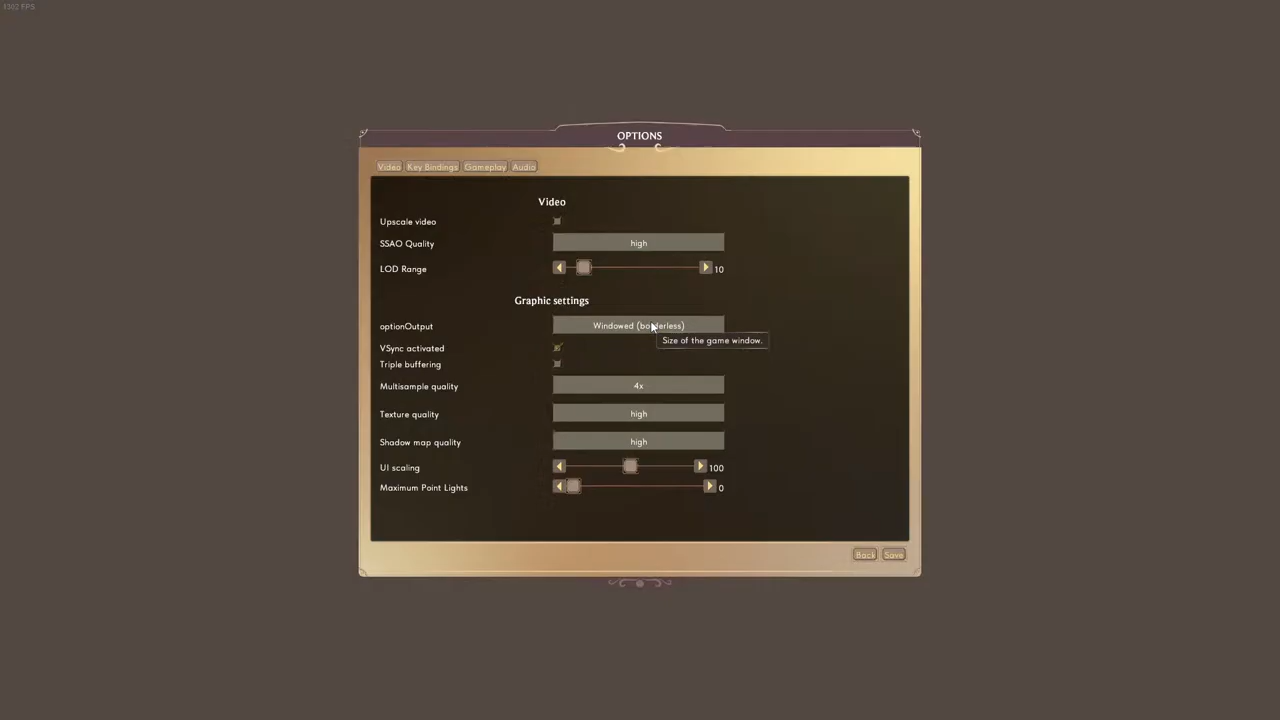 1302 FPS
OPTIONS
Video Key Bindings Gameplay Audio
Video
Upscale video
SSAO Quality high
LOD Range 10
Graphic settings
optionOutput Windowed (borderless)
Size of the game window.
VSync activated
Triple buffering
Multisample quality 4x
Texture quality high
Shadow map quality high
UI scaling 100
Maximum Point Lights 0
Back Save